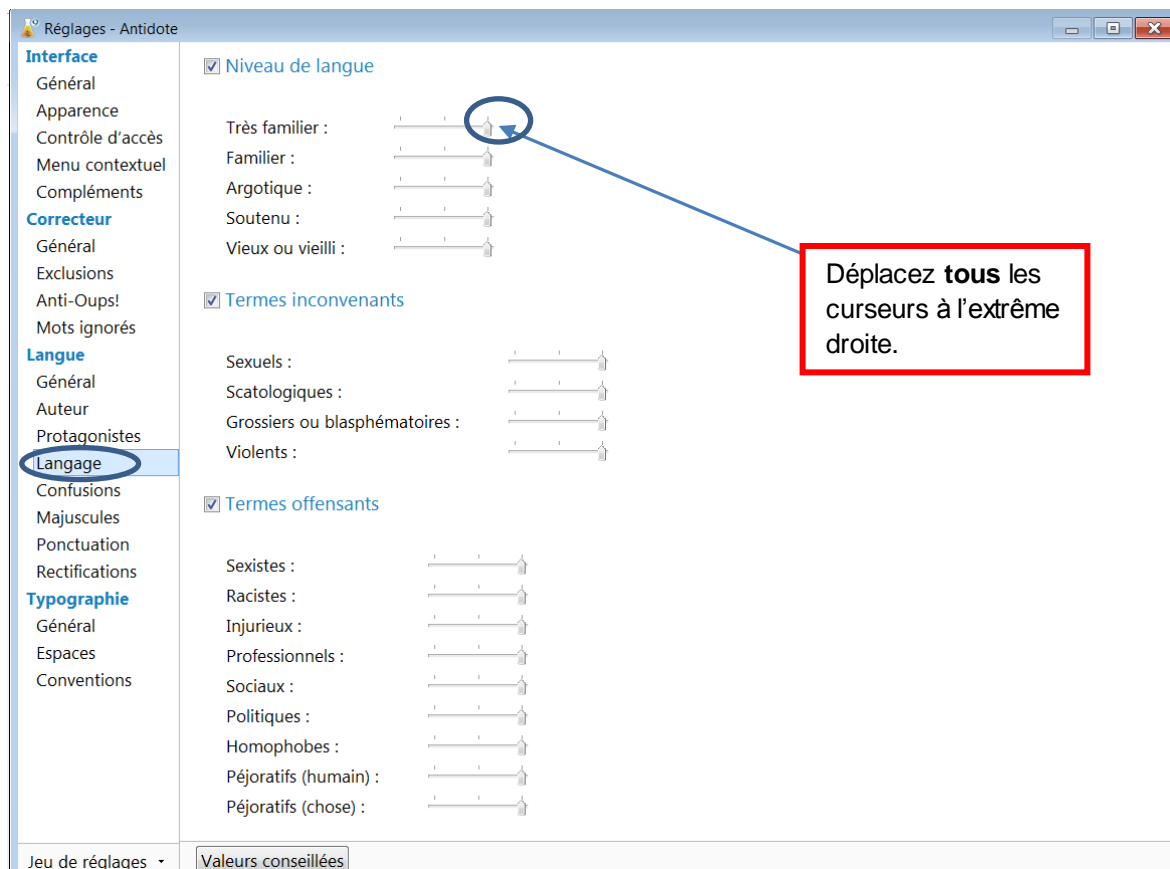 Réglages - Antidote
Interface
Général
Apparence
Contrôle d'accès
Menu contextuel
Compléments
Correcteur
Général
Exclusions
Anti-Oups!
Mots ignorés
Langue
Général
Auteur
Protagonistes
Langage
Confusions
Majuscules
Ponctuation
Rectifications
Typographie
Général
Espaces
Conventions
Jeu de réglages
Niveau de langue
Très familier :
Familier :
Argotique :
Soutenu :
Vieux ou vieilli :
Termes inconvenants
Sexuels :
Scatologiques :
Grossiers ou blasphématoires :
Violents :
Termes offensants
Sexistes :
Racistes :
Injurieux :
Professionnels :
Sociaux :
Politiques :
Homophobes :
Péjoratifs (humain) :
Péjoratifs (chose) :
Valeurs conseillées
Déplacez tous les
curseurs à l'extrême
droite.